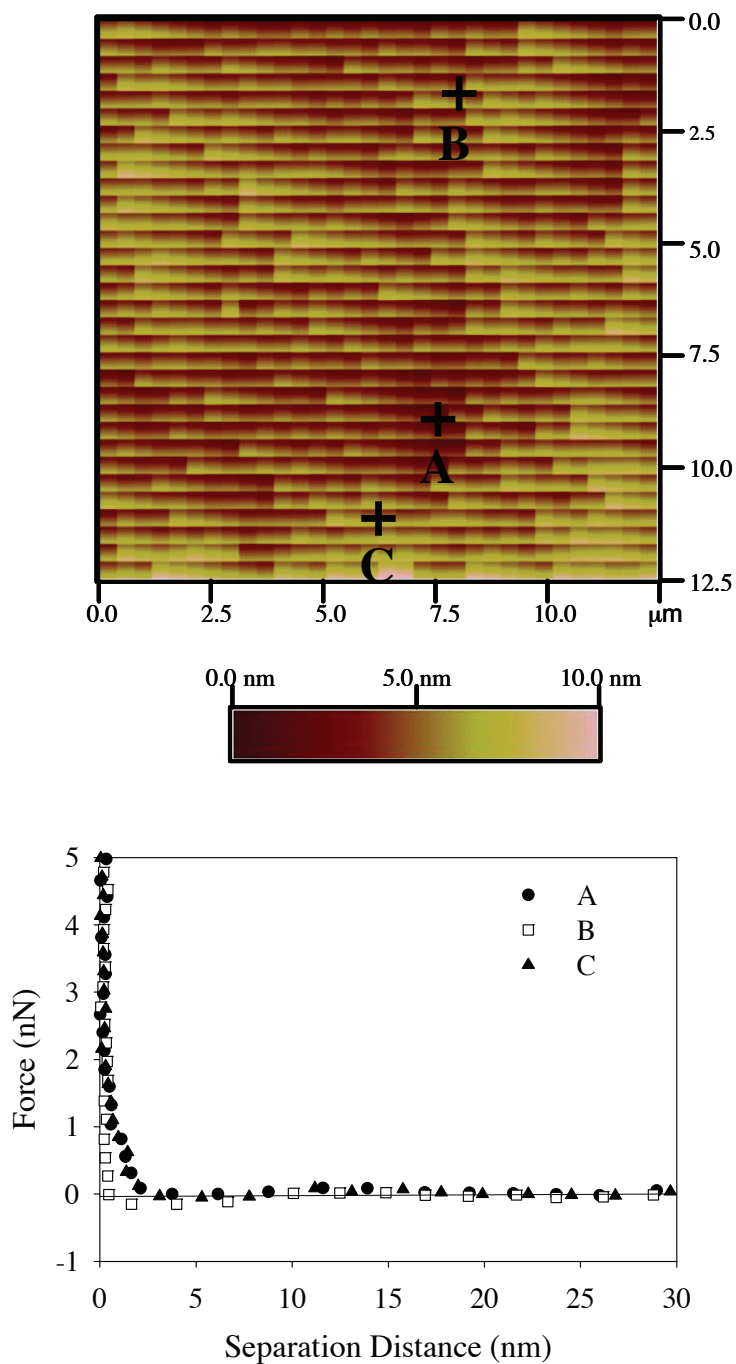 0.0
B
2.5
5.0
7.5
A
10.0
C
12.5
0.0 2.5 5.0 7.5 10.0 μm
0.0 nm 5.0 nm 10.0 nm
5
A
4
B
C
3
2
1
0
-1
Force (nN)
0 5 10 15 20 25 30
Separation Distance (nm)